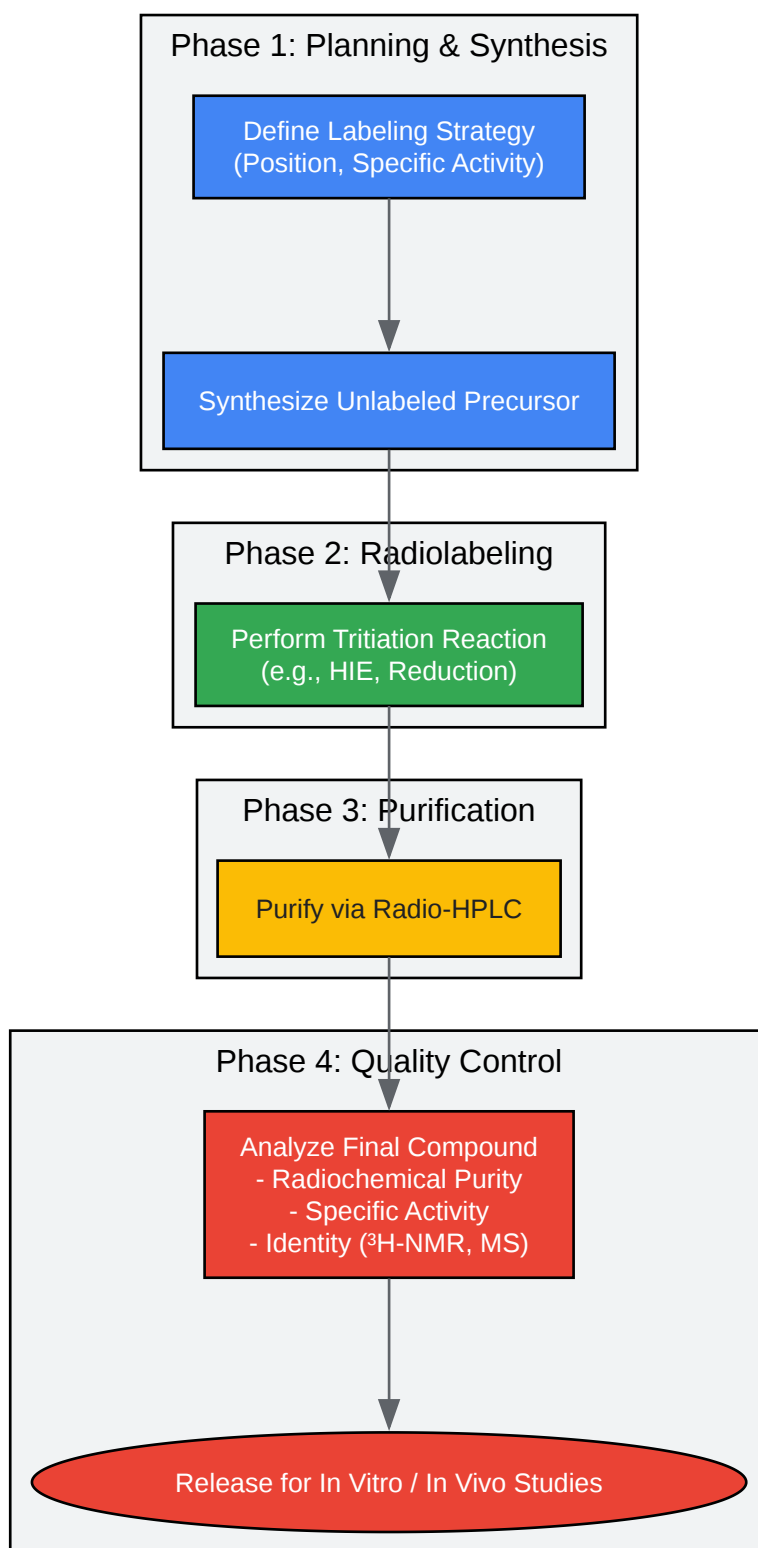 Phase 1: Planning & Synthesis
Define Labeling Strategy
(Position, Specific Activity)
Synthesize Unlabeled Precursor
Phase 2: Radiolabeling
Perform Tritiation Reaction
(e.g., HIE, Reduction)
Phase 3: Purification
Purify via Radio-HPLC
Phase 4: Quality Control
Analyze Final Compound
- Radiochemical Purity
- Specific Activity
- Identity (³H-NMR, MS)
Release for In Vitro / In Vivo Studies